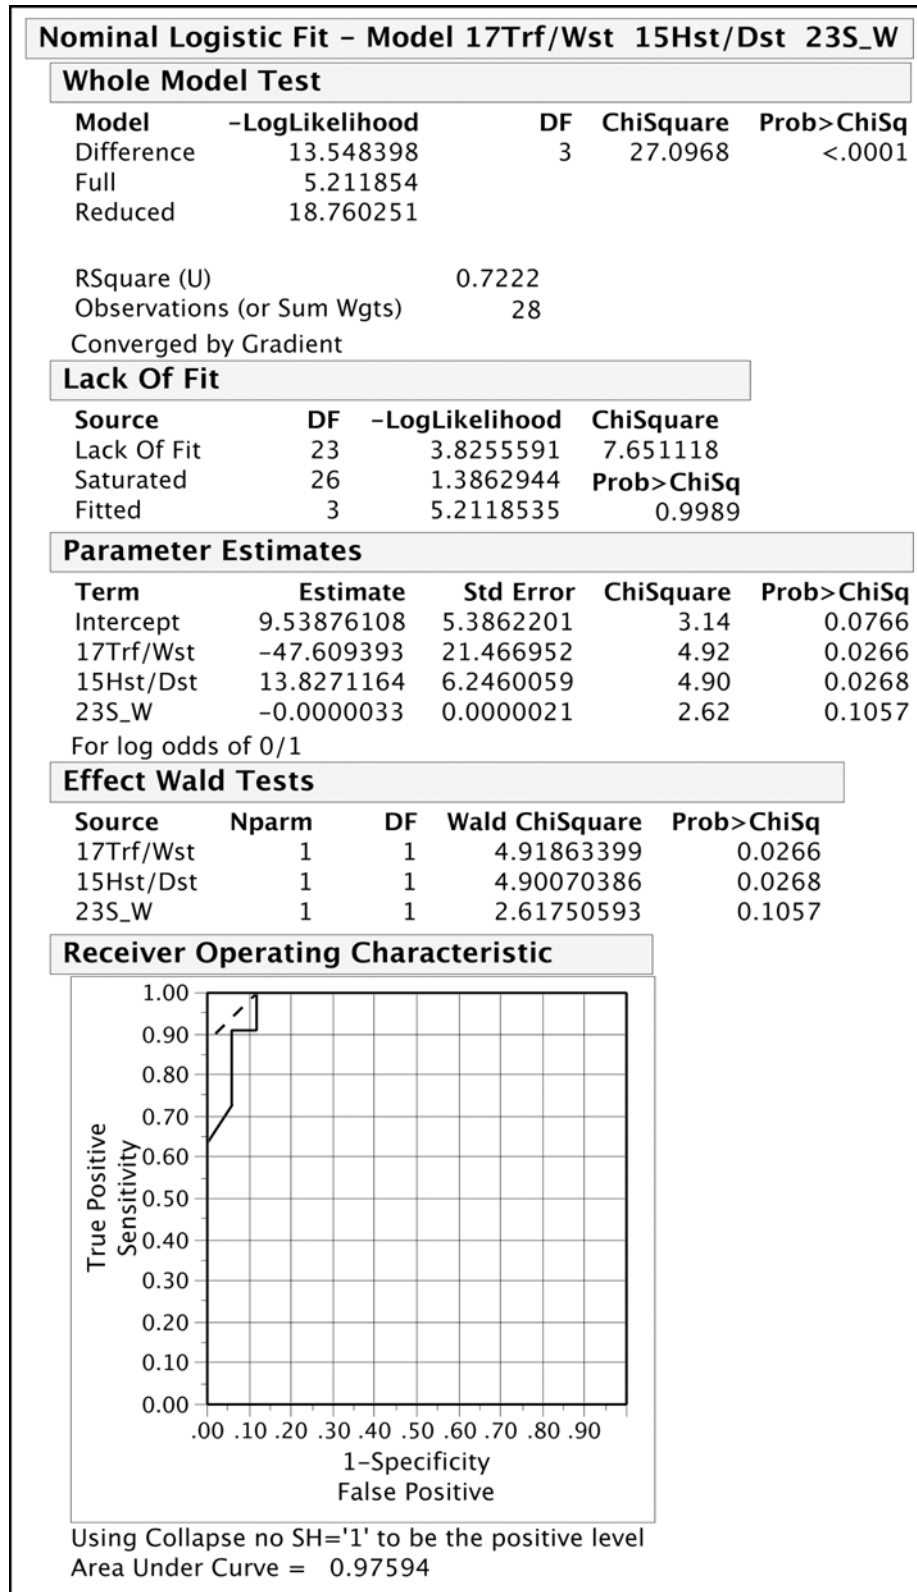 Nominal Logistic Fit – Model 17Trf/Wst 15Hst/Dst 23S_W
Whole Model Test
Model –LogLikelihood DF ChiSquare Prob>ChiSq
Difference 13.548398 3 27.0968 <.0001
Full 5.211854
Reduced 18.760251
RSquare (U) 0.7222
Observations (or Sum Wgts) 28
Converged by Gradient
Lack Of Fit
Source DF –LogLikelihood ChiSquare
Lack Of Fit 23 3.8255591 7.651118
Saturated 26 1.3862944 Prob>ChiSq
Fitted 3 5.2118535 0.9989
Parameter Estimates
Term Estimate Std Error ChiSquare Prob>ChiSq
Intercept 9.53876108 5.3862201 3.14 0.0766
17Trf/Wst –47.609393 21.466952 4.92 0.0266
15Hst/Dst 13.8271164 6.2460059 4.90 0.0268
23S_W –0.0000033 0.0000021 2.62 0.1057
For log odds of 0/1
Effect Wald Tests
Source Nparm DF Wald ChiSquare Prob>ChiSq
17Trf/Wst 1 1 4.91863399 0.0266
15Hst/Dst 1 1 4.90070386 0.0268
23S_W 1 1 2.61750593 0.1057
Receiver Operating Characteristic
True Positive
Sensitivity
1.00
0.90
0.80
0.70
0.60
0.50
0.40
0.30
0.20
0.10
0.00
.00 .10 .20 .30 .40 .50 .60 .70 .80 .90
1–Specificity
False Positive
Using Collapse no SH='1' to be the positive level
Area Under Curve = 0.97594